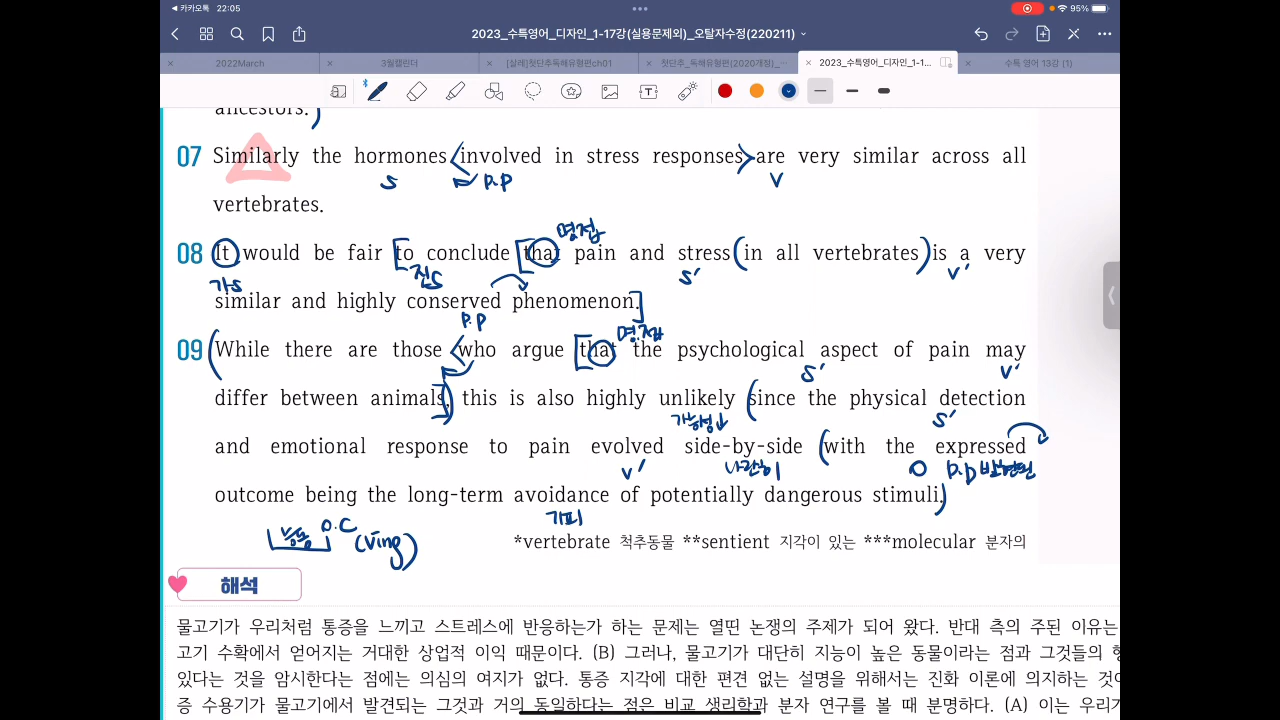 ◀ 카카오톡 22:05
95%
2023_수특영어_디자인_1-17강(실용문제외)_오탈자수정(220211)
2022March
3월캘린더
[실례]첫단추독해유형편ch01
첫단추_독해유형편(2020개정)_...
2023_수특영어_디자인_1-1...
수특 영어 13강 (1)
ancestors.
07 Similarly the hormones involved in stress responses are very similar across all
S P.P V
vertebrates.
명접
08 It would be fair to conclude that pain and stress in all vertebrates is a very
가S 진S S' V'
similar and highly conserved phenomenon.
P.P 명.접
09 While there are those who argue that the psychological aspect of pain may
S' V'
differ between animals, this is also highly unlikely since the physical detection
가능성↓ S'
and emotional response to pain evolved side-by-side with the expressed
V' 나란히 O P.P 발현된
outcome being the long-term avoidance of potentially dangerous stimuli.
능동 O.C (Ving) 기피
*vertebrate 척추동물 **sentient 지각이 있는 ***molecular 분자의
해석
물고기가 우리처럼 통증을 느끼고 스트레스에 반응하는가 하는 문제는 열띤 논쟁의 주제가 되어 왔다. 반대 측의 주된 이유는
고기 수확에서 얻어지는 거대한 상업적 이익 때문이다. (B) 그러나, 물고기가 대단히 지능이 높은 동물이라는 점과 그것들의
있다는 것을 암시한다는 점에는 의심의 여지가 없다. 통증 지각에 대한 편견 없는 설명을 위해서는 진화 이론에 의지하는
증 수용기가 물고기에서 발견되는 그것과 거의 동일하다는 점은 비교 생리학과 분자 연구를 볼 때 분명하다. (A) 이는 우리가